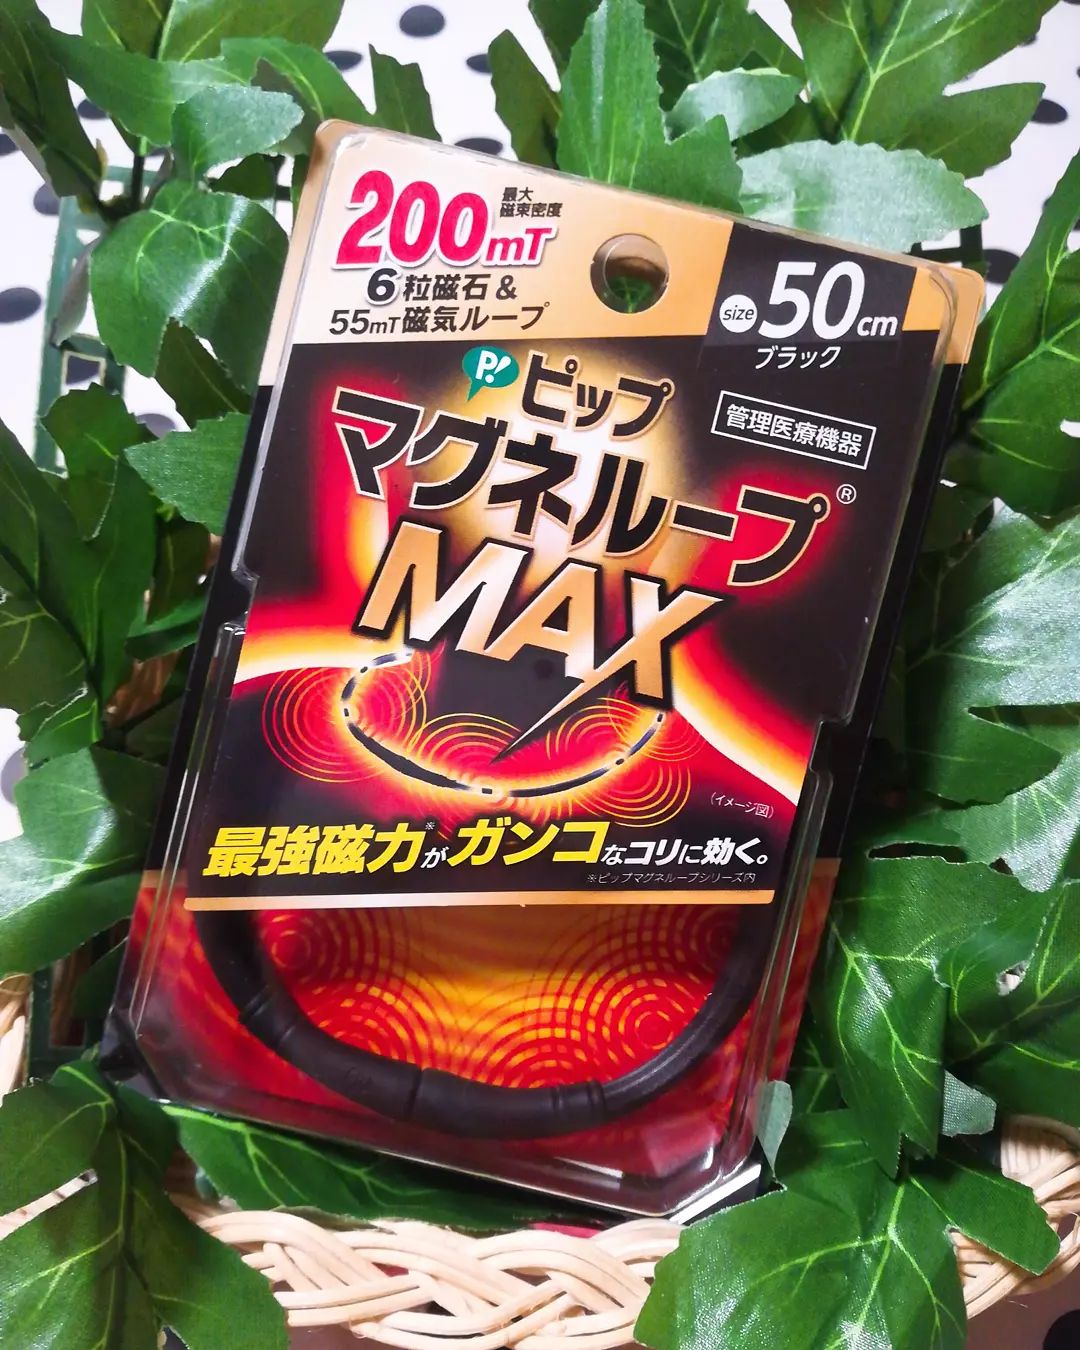 200mT
最大
磁束密度
6粒磁石&
55mT磁気ループ
size 50cm
ブラック
管理医療機器
P! ピップ
マグネループ®
MAX
(イメージ図)
最強磁力※がガンコなコリに効く。
※ピップマグネループシリーズ内